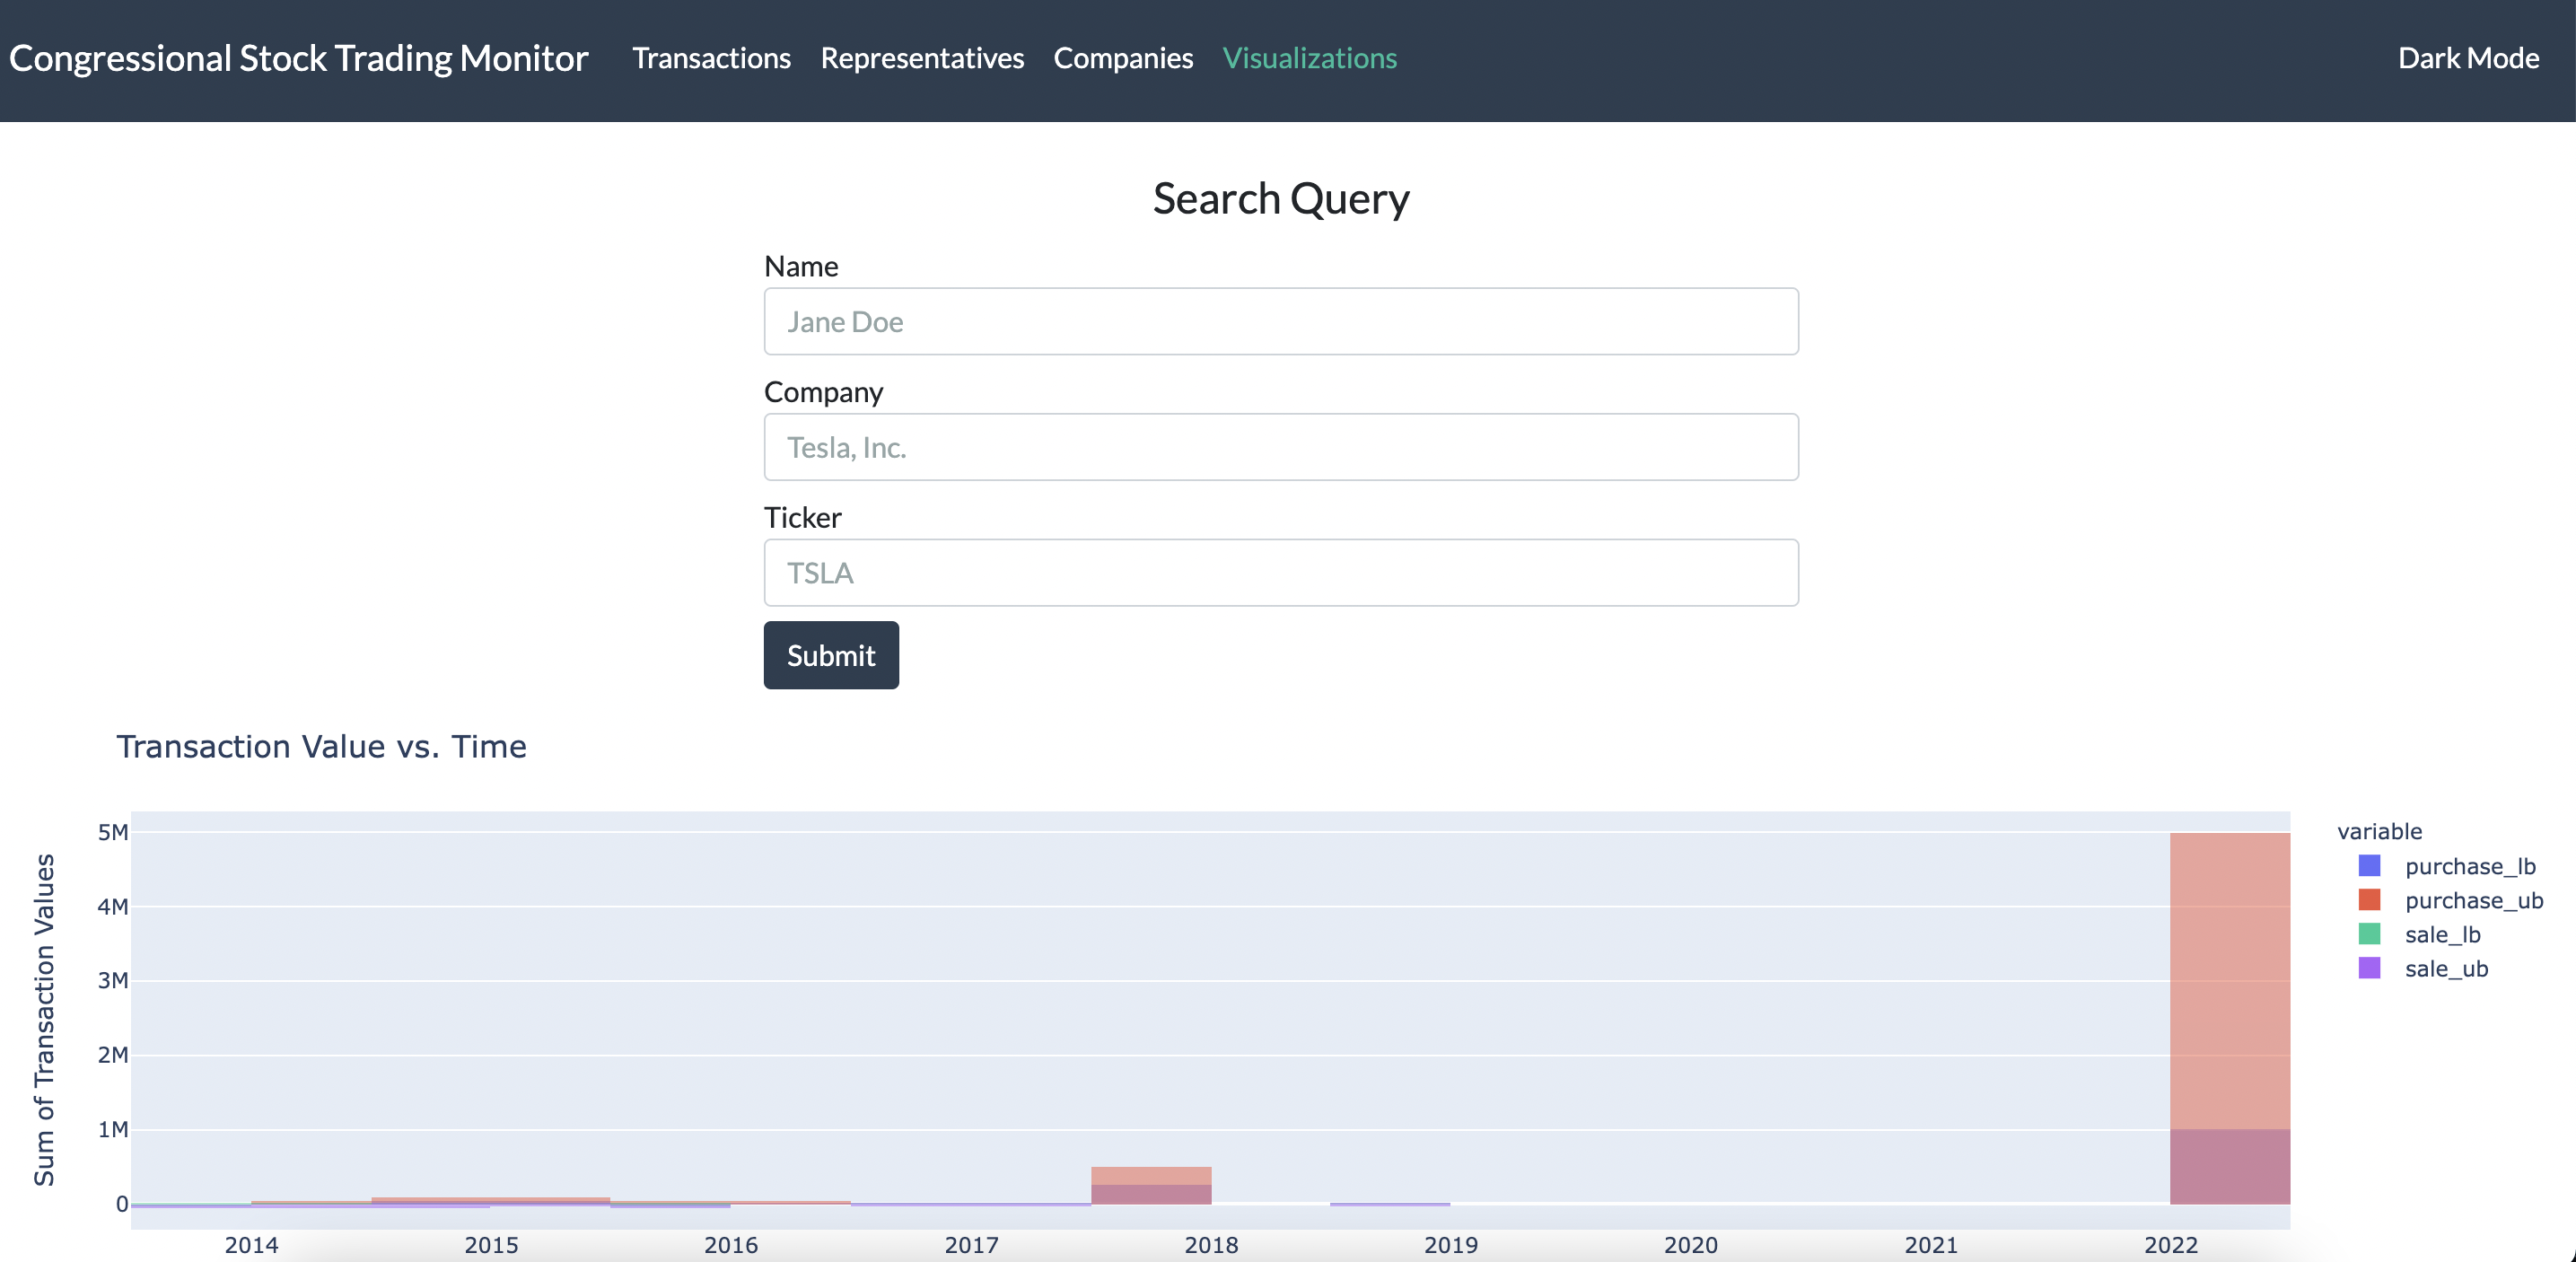 Congressional Stock Trading Monitor Transactions Representatives Companies Visualizations Dark Mode
Search Query
Name
Jane Doe
Company
Tesla, Inc.
Ticker
TSLA
Submit
Transaction Value vs. Time
Sum of Transaction Values
5M
4M
3M
2M
1M
0
2014 2015 2016 2017 2018 2019 2020 2021 2022
variable
purchase_lb
purchase_ub
sale_lb
sale_ub